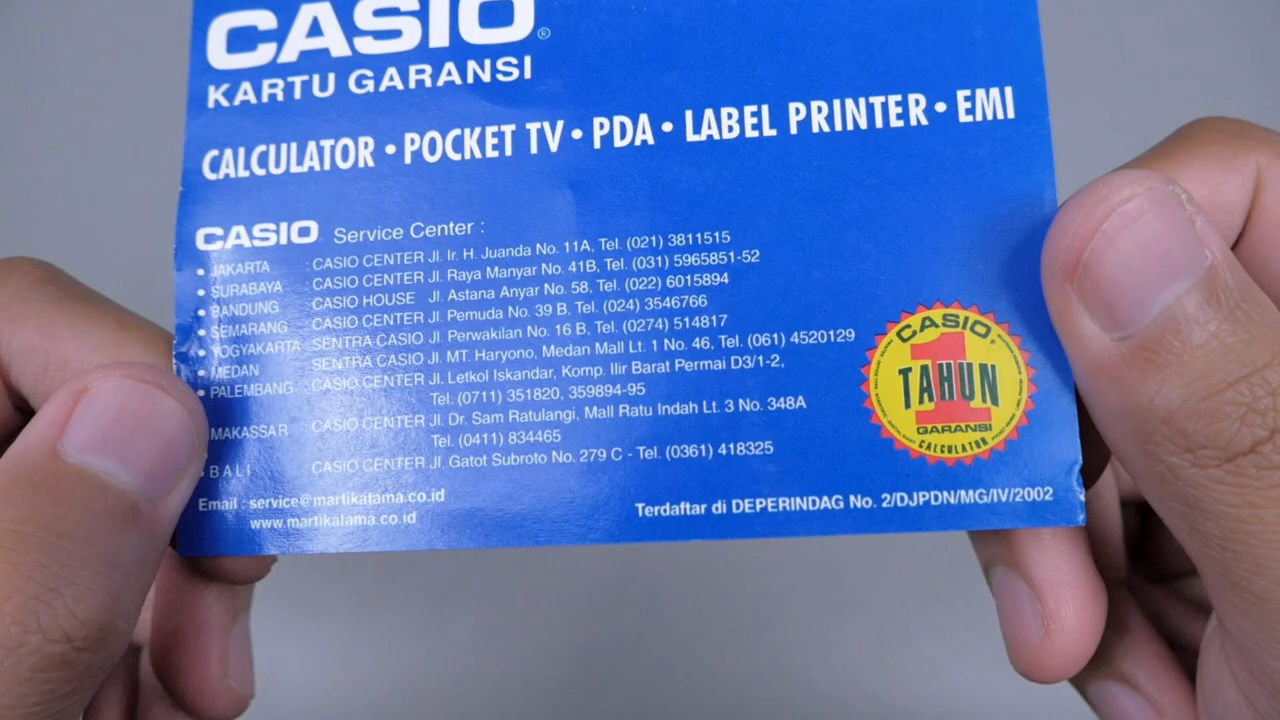 CASIO®
KARTU GARANSI
CALCULATOR • POCKET TV • PDA • LABEL PRINTER • EMI
CASIO Service Center :
• JAKARTA : CASIO CENTER Jl. Ir. H. Juanda No. 11A, Tel. (021) 3811515
• SURABAYA : CASIO CENTER Jl. Raya Manyar No. 41B, Tel. (031) 5965851-52
• BANDUNG : CASIO HOUSE Jl. Astana Anyar No. 58, Tel. (022) 6015894
• SEMARANG : CASIO CENTER Jl. Pemuda No. 39 B, Tel. (024) 3546766
• YOGYAKARTA : SENTRA CASIO Jl. Perwakilan No. 16 B, Tel. (0274) 514817
• MEDAN : SENTRA CASIO Jl. MT. Haryono, Medan Mall Lt. 1 No. 46, Tel. (061) 4520129
• PALEMBANG : CASIO CENTER Jl. Letkol Iskandar, Komp. Ilir Barat Permai D3/1-2,
Tel. (0711) 351820, 359894-95
MAKASSAR : CASIO CENTER Jl. Dr. Sam Ratulangi, Mall Ratu Indah Lt. 3 No. 348A
Tel. (0411) 834465
• BALI : CASIO CENTER Jl. Gatot Subroto No. 279 C - Tel. (0361) 418325
Email : service@martikatama.co.id
www.martikatama.co.id
Terdaftar di DEPERINDAG No. 2/DJPDN/MG/IV/2002
CASIO®
1
TAHUN
GARANSI
CALCULATOR